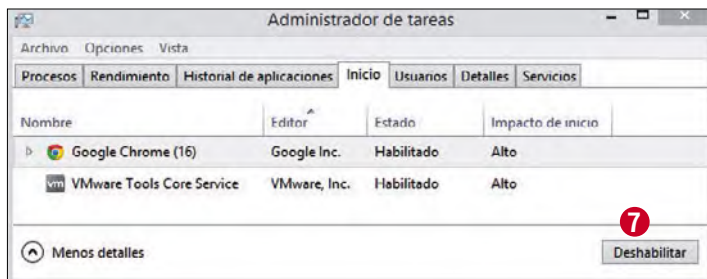 Administrador de tareas
Archivo Opciones Vista
Procesos Rendimiento Historial de aplicaciones Inicio Usuarios Detalles Servicios
Nombre Editor Estado Impacto de inicio
Google Chrome (16) Google Inc. Habilitado Alto
vm VMware Tools Core Service VMware, Inc. Habilitado Alto
7
Menos detalles Deshabilitar